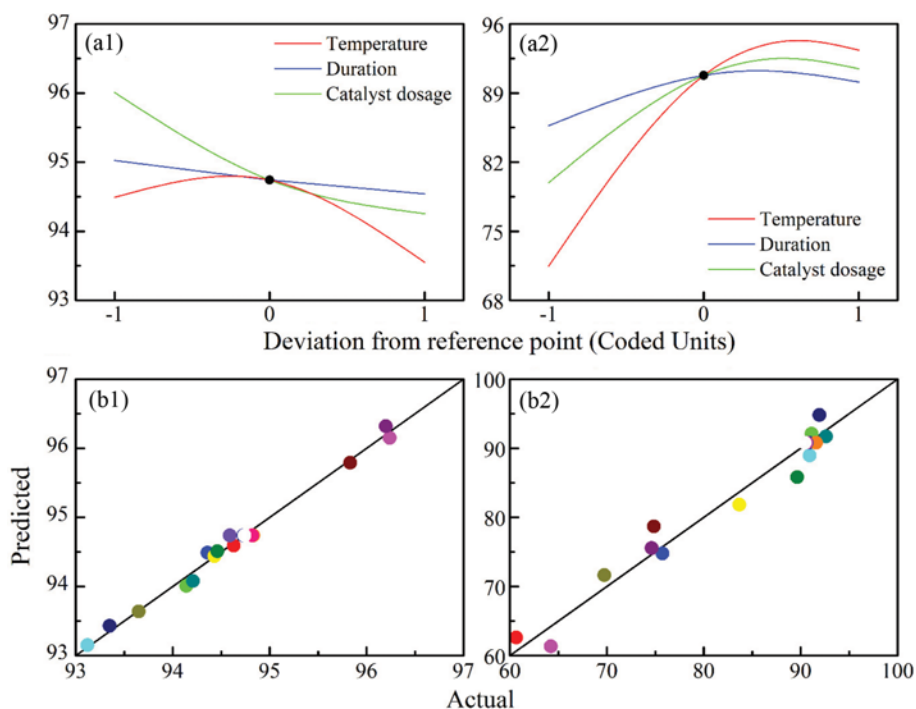 97
96
95
94
93
(a1)
Temperature
Duration
Catalyst dosage
-1
0
1
96
89
82
75
68
(a2)
Temperature
Duration
Catalyst dosage
-1
0
1
Deviation from reference point (Coded Units)
Predicted
97
96
95
94
93
(b1)
93
94
95
96
97
100
90
80
70
60
(b2)
60
70
80
90
100
Actual